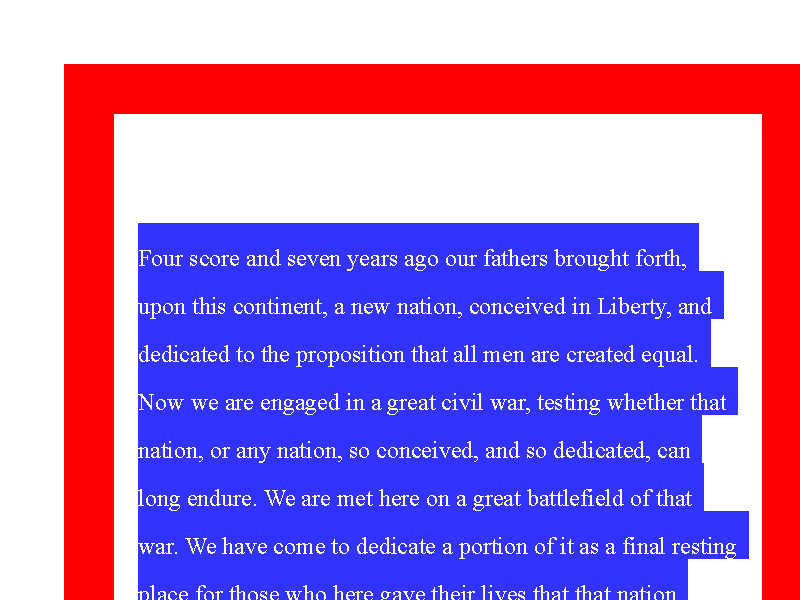 Four score and seven years ago our fathers brought forth,
upon this continent, a new nation, conceived in Liberty, and
dedicated to the proposition that all men are created equal.
Now we are engaged in a great civil war, testing whether that
nation, or any nation, so conceived, and so dedicated, can
long endure. We are met here on a great battlefield of that
war. We have come to dedicate a portion of it as a final resting
place for those who here gave their lives that that nation